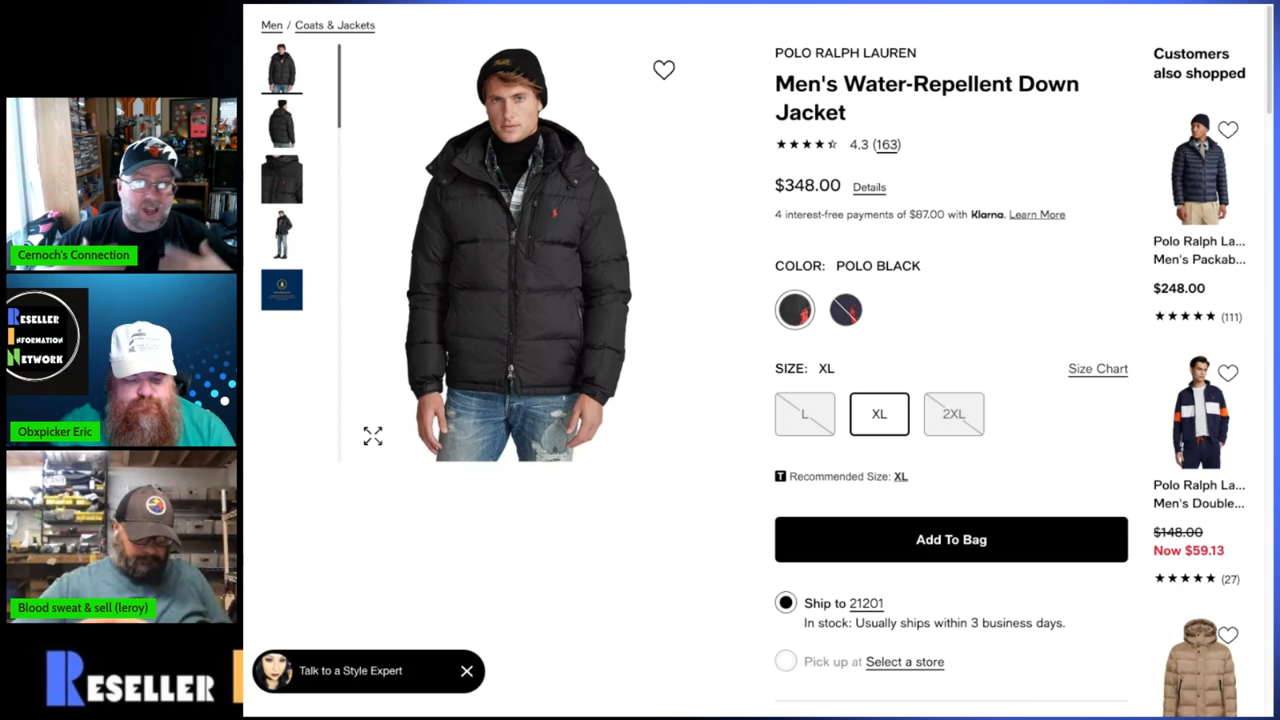 Men / Coats & Jackets
POLO RALPH LAUREN
Men's Water-Repellent Down
Jacket
4.3 (163)
$348.00 Details
4 interest-free payments of $87.00 with Klarna. Learn More
COLOR: POLO BLACK
SIZE: XL
Size Chart
L
XL
2XL
T Recommended Size: XL
Add To Bag
Ship to 21201
In stock: Usually ships within 3 business days.
Pick up at Select a store
Customers
also shopped
Polo Ralph La...
Men's Packab...
$248.00
(111)
Polo Ralph La...
Men's Double...
$148.00
Now $59.13
(27)
Talk to a Style Expert
Cernoch's Connection
RESELLER
INFORMATION
NETWORK
Obxpicker Eric
Blood sweat & sell (leroy)
RESELLER I